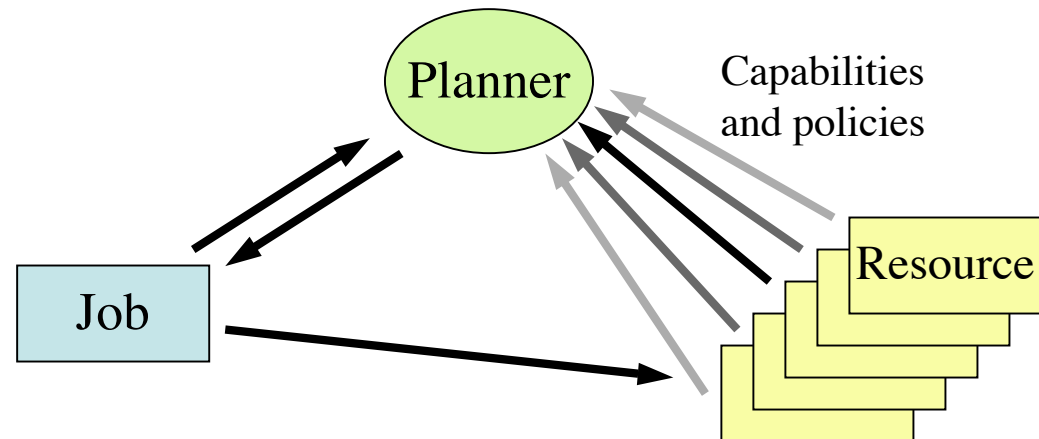 Planner
Capabilities
and policies
Resource
Job